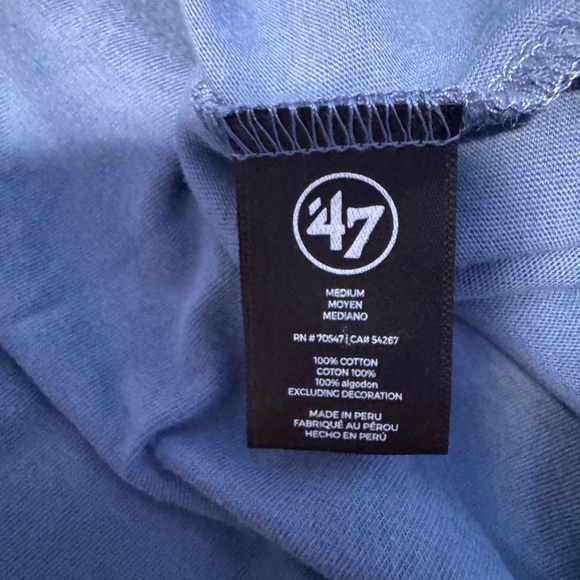 '47
MEDIUM
MOYEN
MEDIANO
RN # 70547 | CA# 54267
100% COTTON
COTON 100%
100% algodon
EXCLUDING DECORATION
MADE IN PERU
FABRIQUÉ AU PÉROU
HECHO EN PERÚ